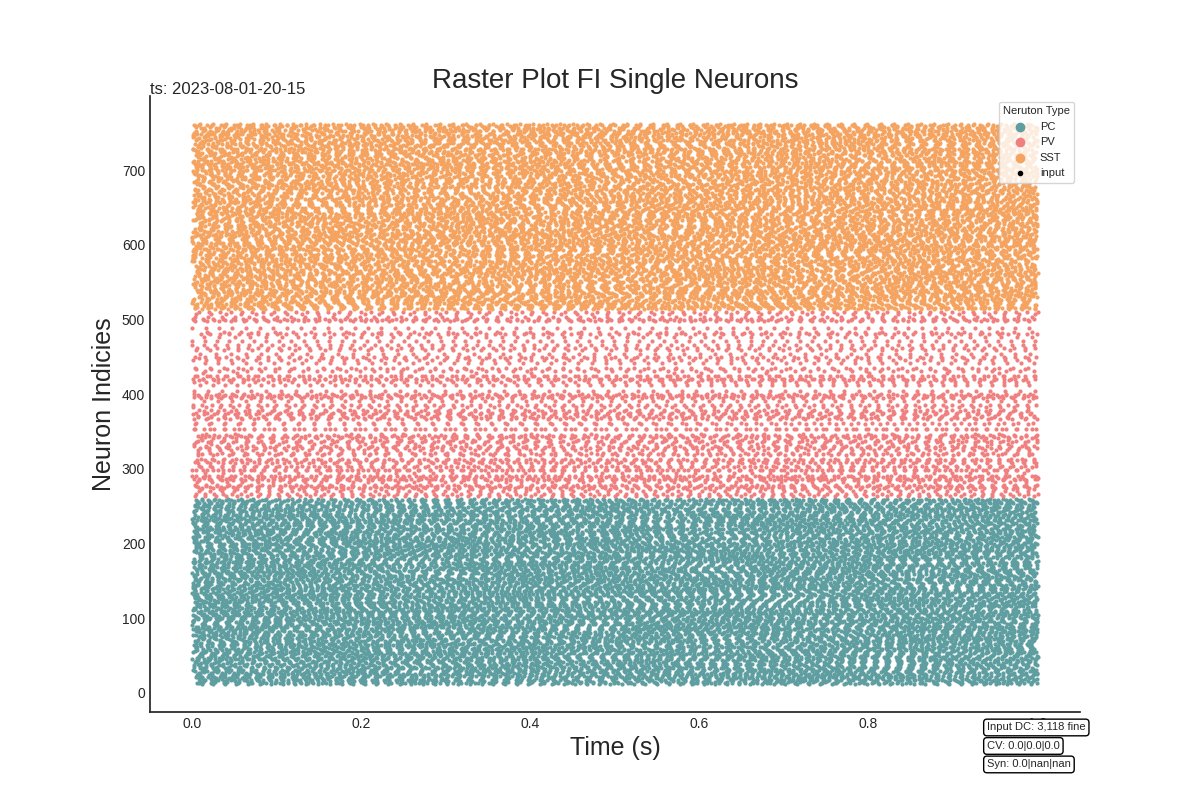 Raster Plot FI Single Neurons
ts: 2023-08-01-20-15
Neruton Type
PC
PV
SST
input
700
600
500
400
300
200
100
0
Neuron Indicies
0.0 0.2 0.4 0.6 0.8
Time (s)
Input DC: 3,118 fine
CV: 0.0|0.0|0.0
Syn: 0.0|nan|nan